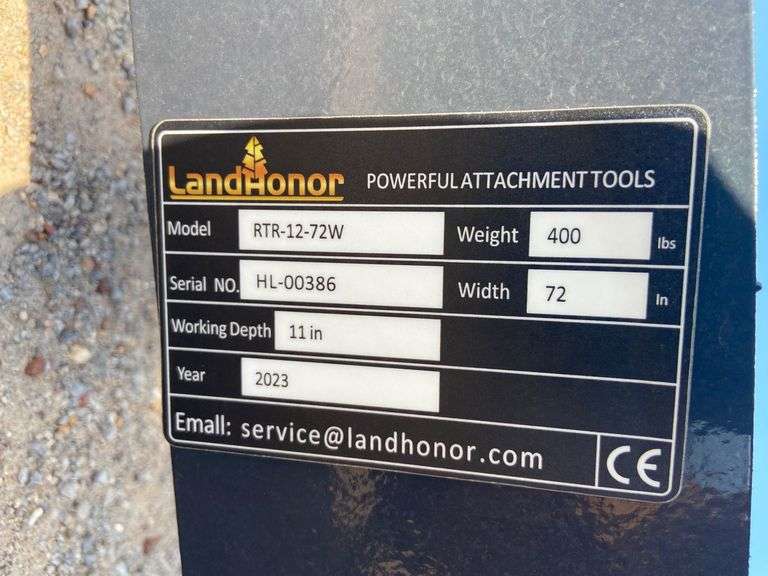 LANDHONOR POWERFUL ATTACHMENT TOOLS
Model RTR-12-72W Weight 400 lbs
Serial NO. HL-00386 Width 72 In
Working Depth 11 in
Year 2023
Emall: service@landhonor.com CE